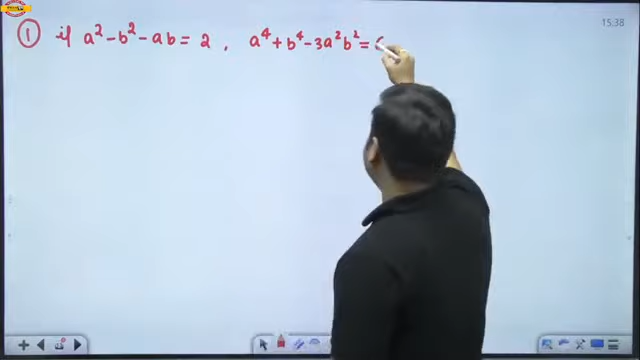 15:38
① if a² - b² - ab = 2 , a⁴ + b⁴ - 3a²b² =